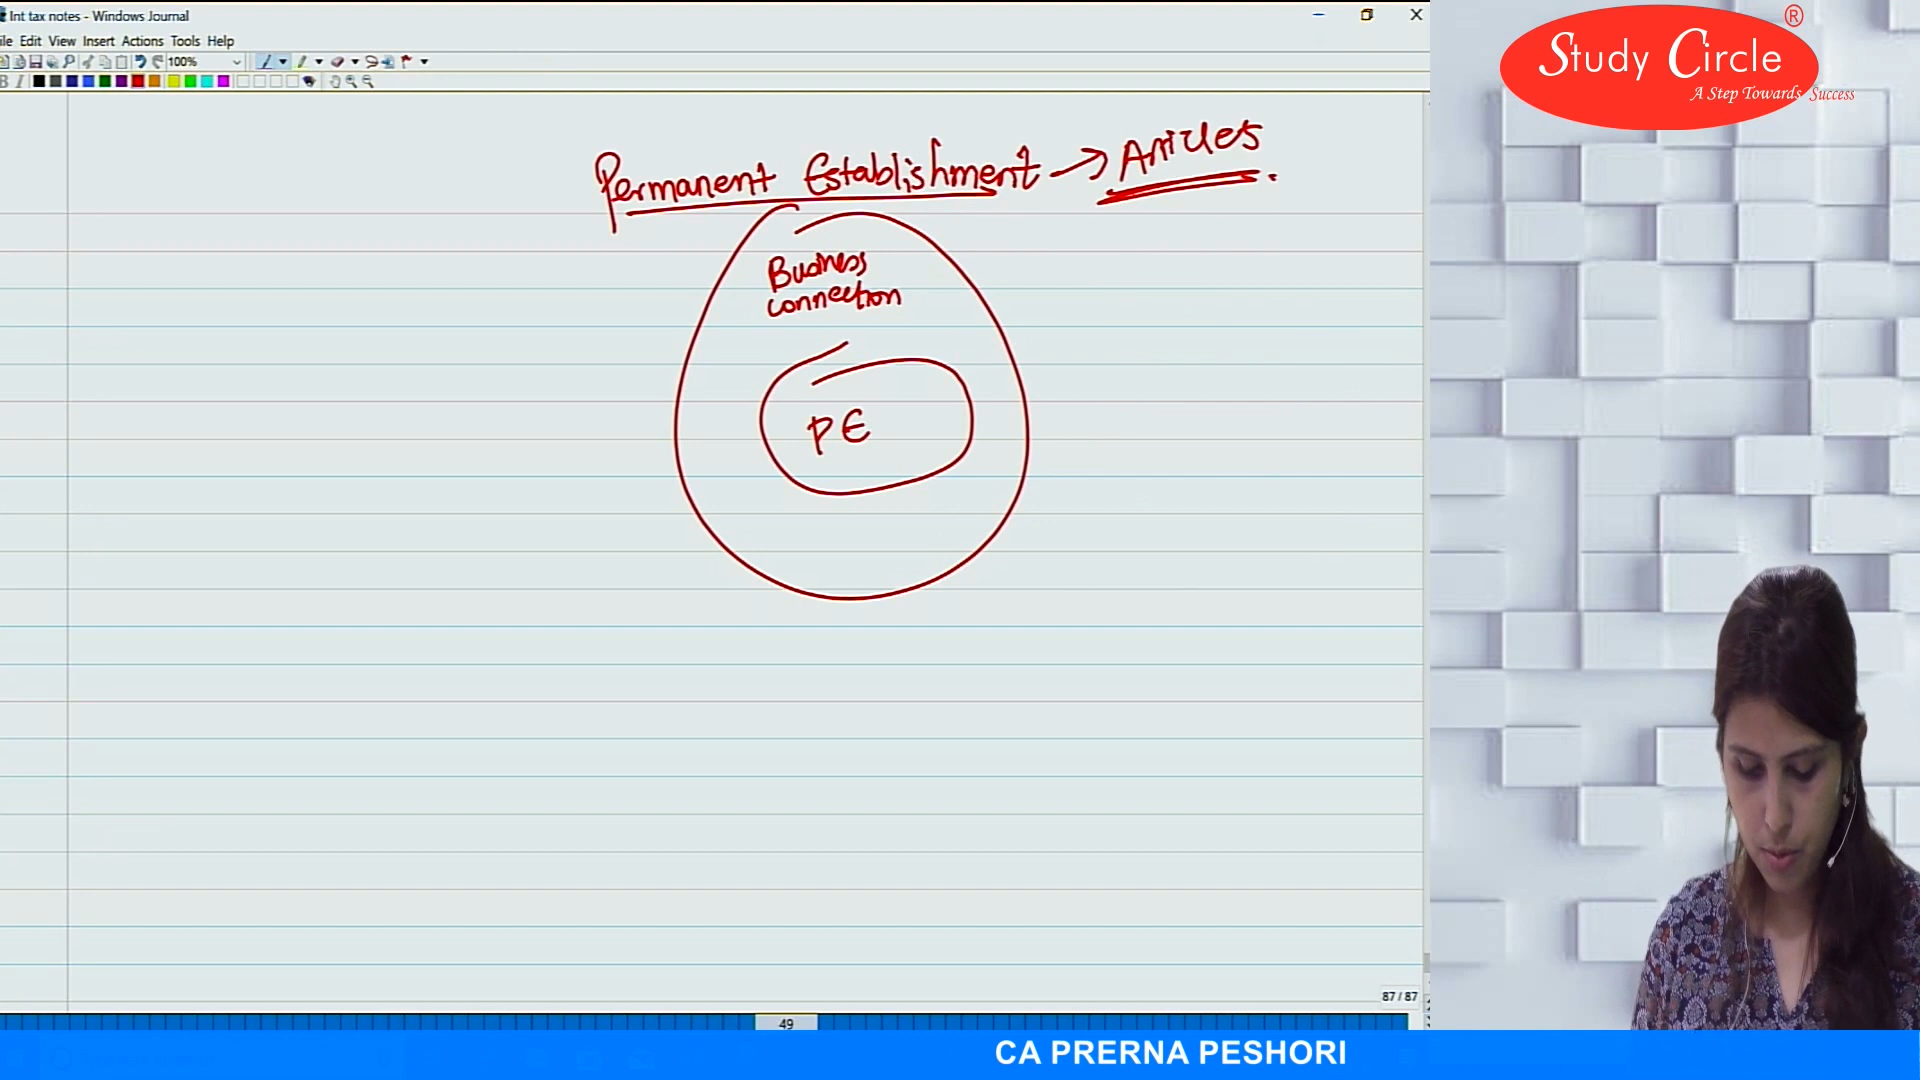 Int tax notes - Windows Journal
ile Edit View Insert Actions Tools Help
100%
B I
Study Circle ®
A Step Towards Success
Permanent Establishment → Articles
Business
connection
PE
87 / 87
49
CA PRERNA PESHORI